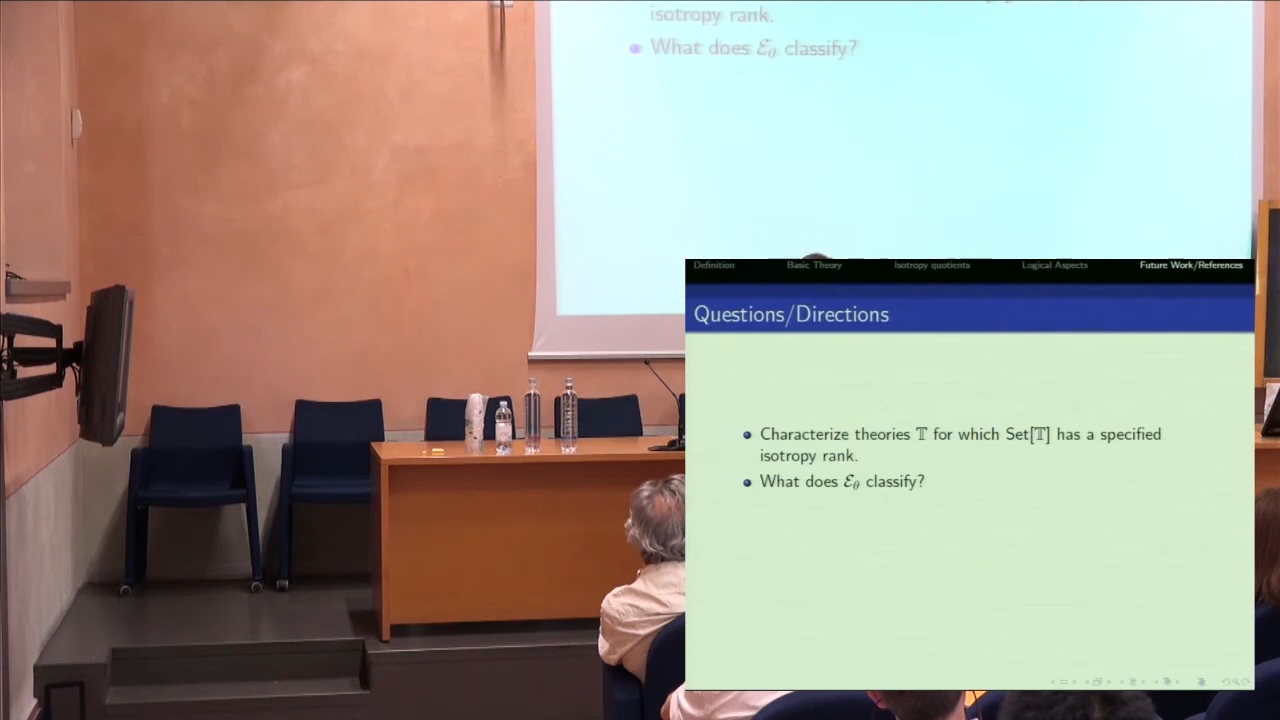 isotropy rank.
What does ℰ_θ classify?
Definition Basic Theory Isotropy quotients Logical Aspects Future Work/References
Questions/Directions
Characterize theories 𝕋 for which Set[𝕋] has a specified
isotropy rank.
What does ℰ_θ classify?